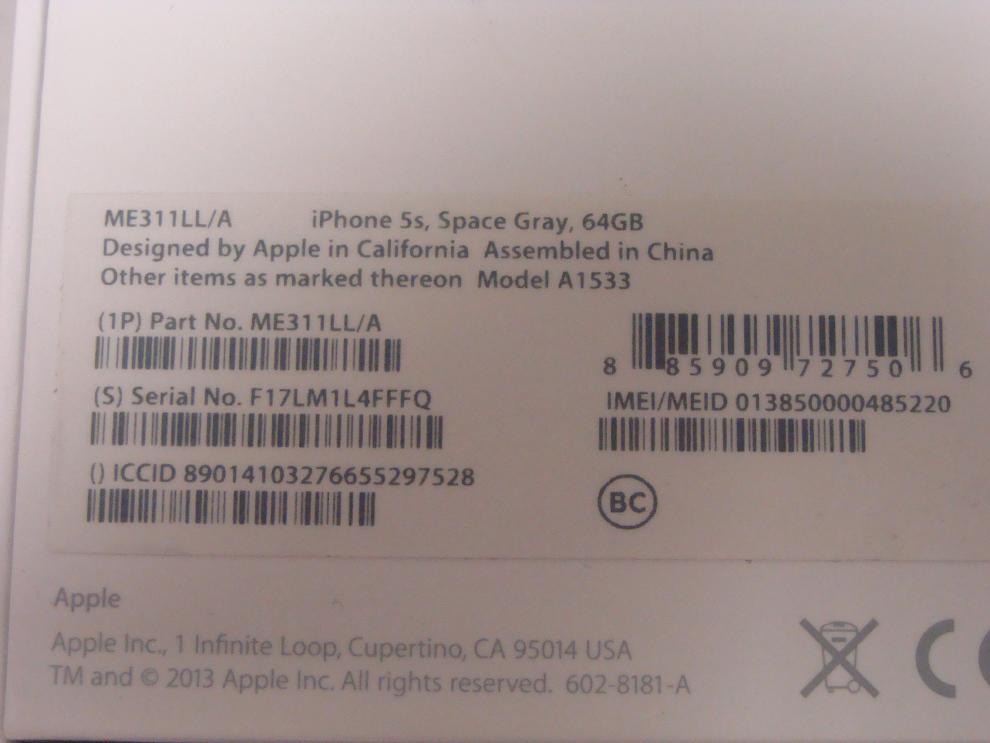 ME311LL/A iPhone 5s, Space Gray, 64GB
Designed by Apple in California Assembled in China
Other items as marked thereon Model A1533
(1P) Part No. ME311LL/A
8 85909 72750 6
(S) Serial No. F17LM1L4FFFQ
IMEI/MEID 013850000485220
() ICCID 89014103276655297528
BC
Apple
Apple Inc., 1 Infinite Loop, Cupertino, CA 95014 USA
TM and © 2013 Apple Inc. All rights reserved. 602-8181-A